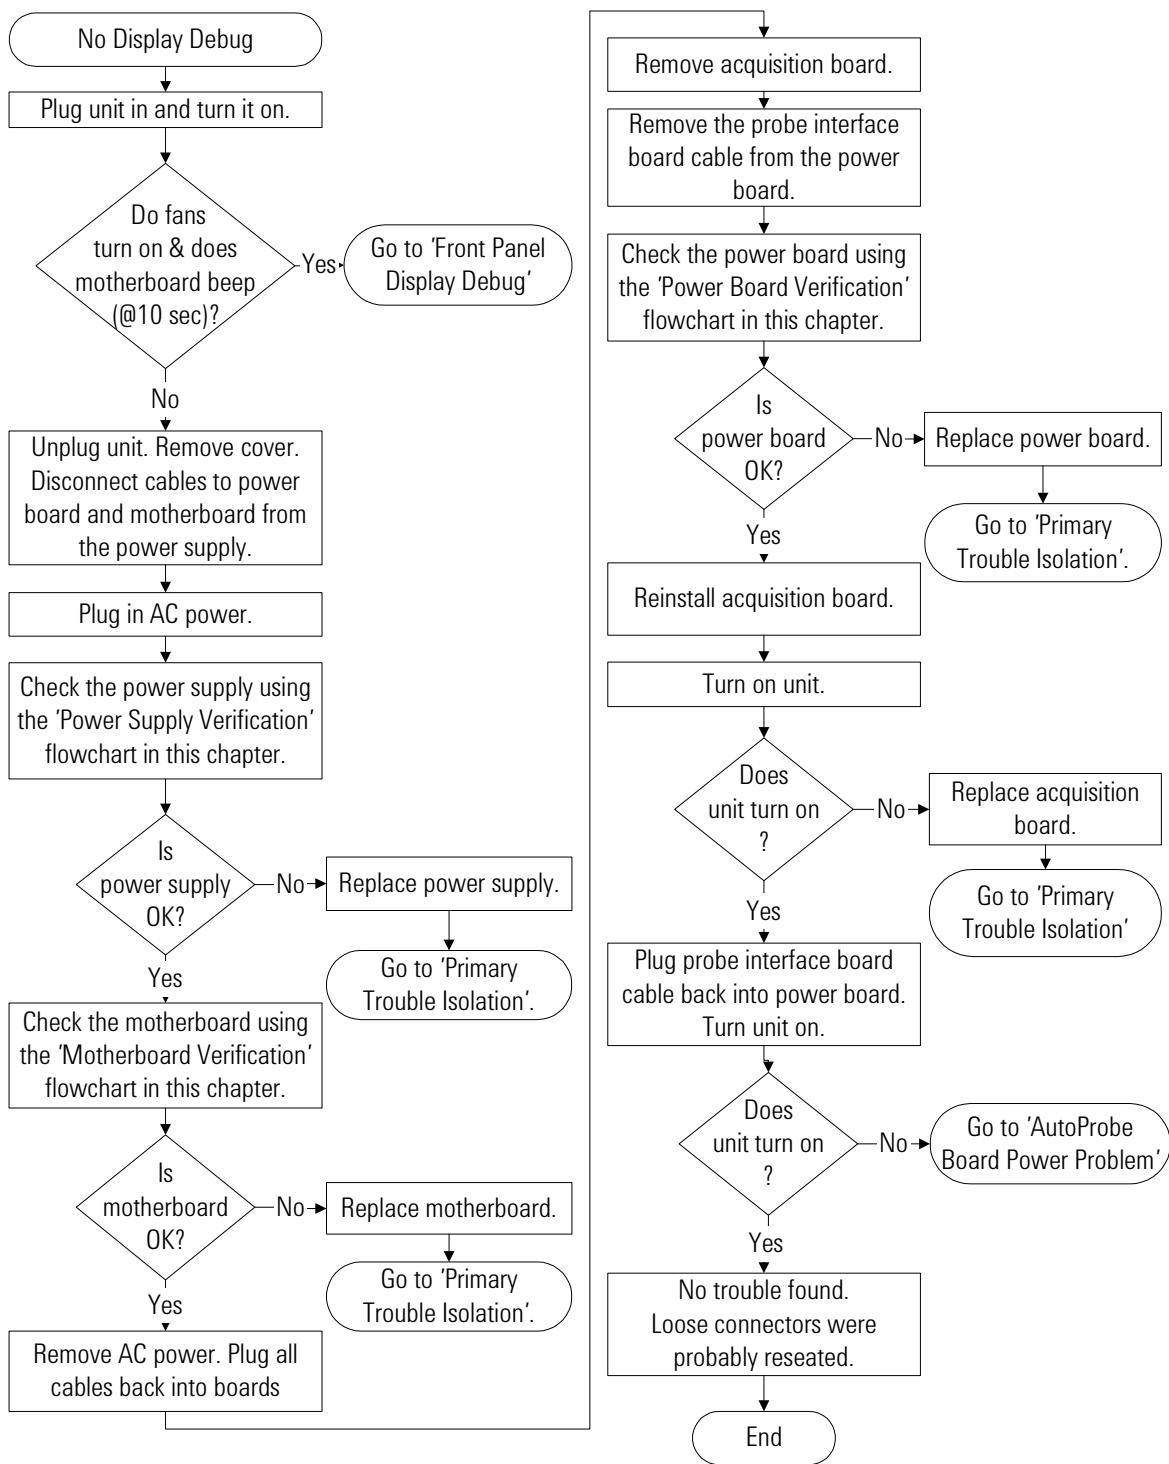 No Display Debug
Plug unit in and turn it on.
Do fans
turn on & does
motherboard beep
(@10 sec)?
Yes
Go to 'Front Panel
Display Debug'
No
Unplug unit. Remove cover.
Disconnect cables to power
board and motherboard from
the power supply.
Plug in AC power.
Check the power supply using
the 'Power Supply Verification'
flowchart in this chapter.
Is
power supply
OK?
No
Replace power supply.
Go to 'Primary
Trouble Isolation'.
Yes
Check the motherboard using
the 'Motherboard Verification'
flowchart in this chapter.
Is
motherboard
OK?
No
Replace motherboard.
Go to 'Primary
Trouble Isolation'.
Yes
Remove AC power. Plug all
cables back into boards
Remove acquisition board.
Remove the probe interface
board cable from the power
board.
Check the power board using
the 'Power Board Verification'
flowchart in this chapter.
Is
power board
OK?
No
Replace power board.
Go to 'Primary
Trouble Isolation'.
Yes
Reinstall acquisition board.
Turn on unit.
Does
unit turn on
?
No
Replace acquisition
board.
Go to 'Primary
Trouble Isolation'
Yes
Plug probe interface board
cable back into power board.
Turn unit on.
Does
unit turn on
?
No
Go to 'AutoProbe
Board Power Problem'
Yes
No trouble found.
Loose connectors were
probably reseated.
End